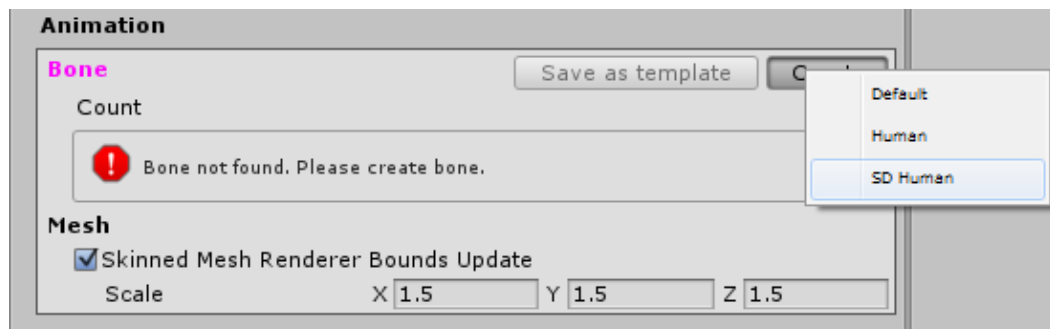 Animation
Bone
Save as template
Default
Count
Human
Bone not found. Please create bone.
SD Human
Mesh
Skinned Mesh Renderer Bounds Update
Scale X 1.5 Y 1.5 Z 1.5